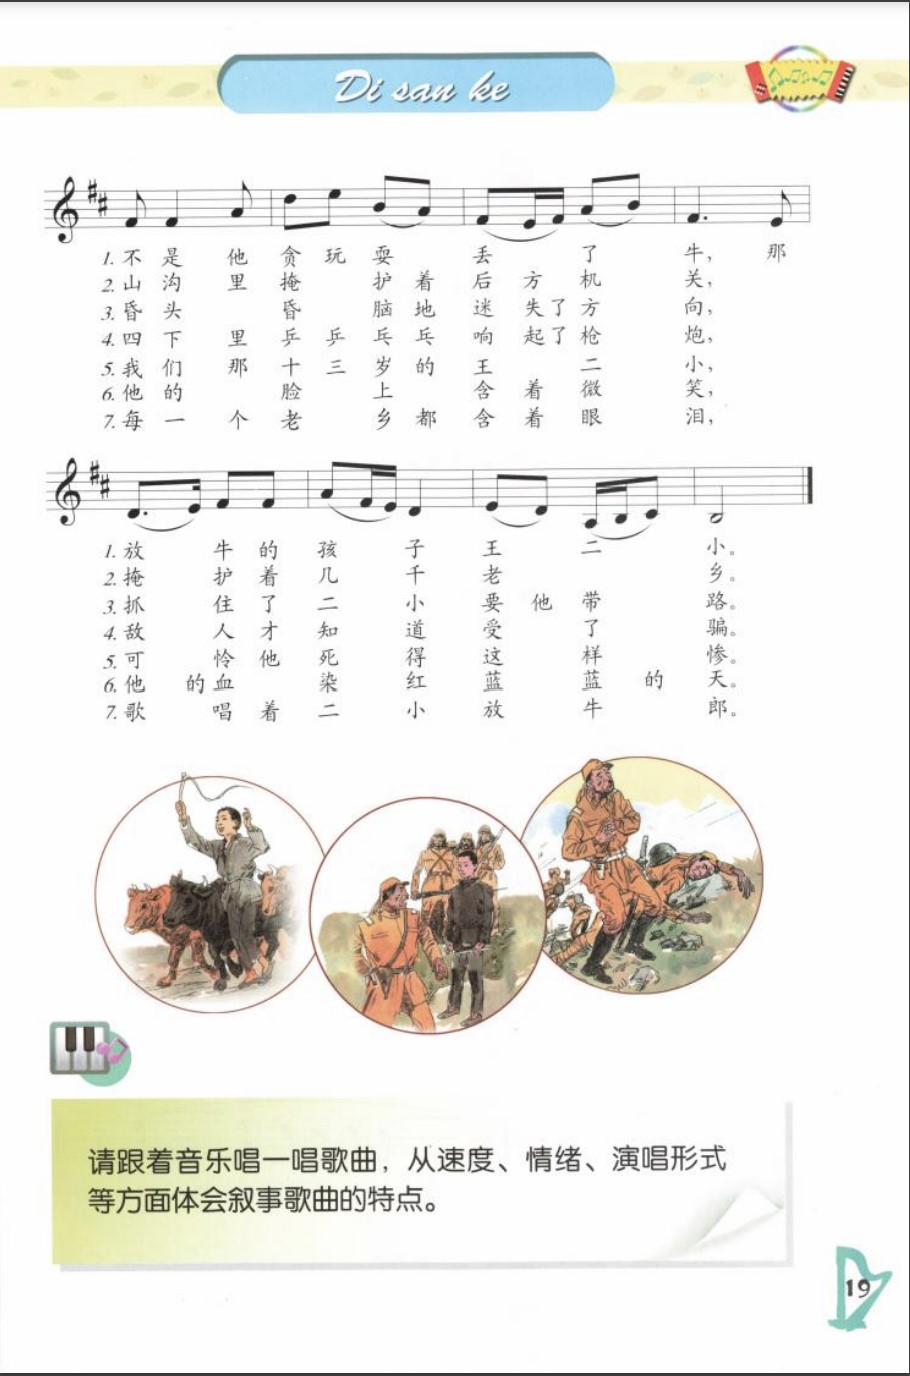 Di san ke
1. 不是他贪玩耍丢了牛，那
2. 山沟里掩护着后方机关，
3. 昏头昏脑地迷失了方向，
4. 四下里乒乒乓乓响起了枪炮，
5. 我们那十三岁的王二小，
6. 他的脸上含着微笑，
7. 每一个老乡都含着眼泪，
1. 放牛的孩子王二小。
2. 掩护着几千老乡。
3. 抓住了二小要他带路。
4. 敌人才知道受了骗。
5. 可怜他死得这样惨。
6. 他的血染红蓝蓝的天。
7. 歌唱着二小放牛郎。
请跟着音乐唱一唱歌曲，从速度、情绪、演唱形式
等方面体会叙事歌曲的特点。
19